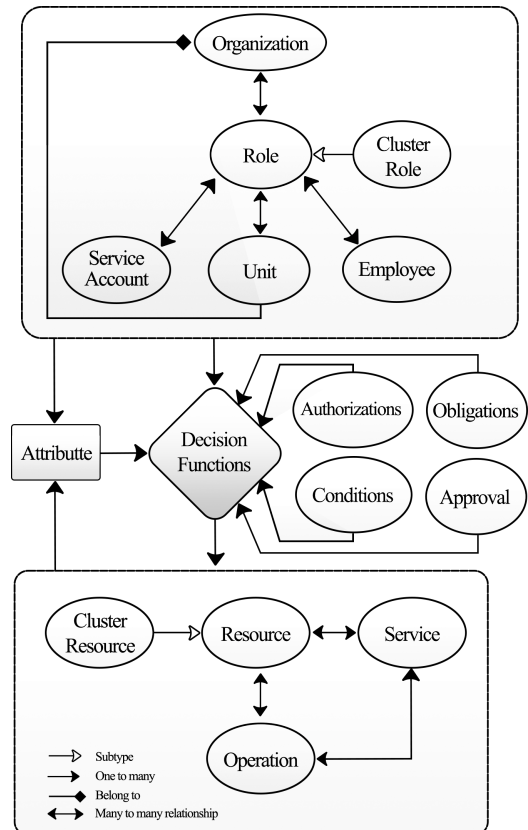 Organization
Role
Cluster
Role
Service
Account
Unit
Employee
Attributte
Decision
Functions
Authorizations
Obligations
Conditions
Approval
Cluster
Resource
Resource
Service
Operation
Subtype
One to many
Belong to
Many to many relationship